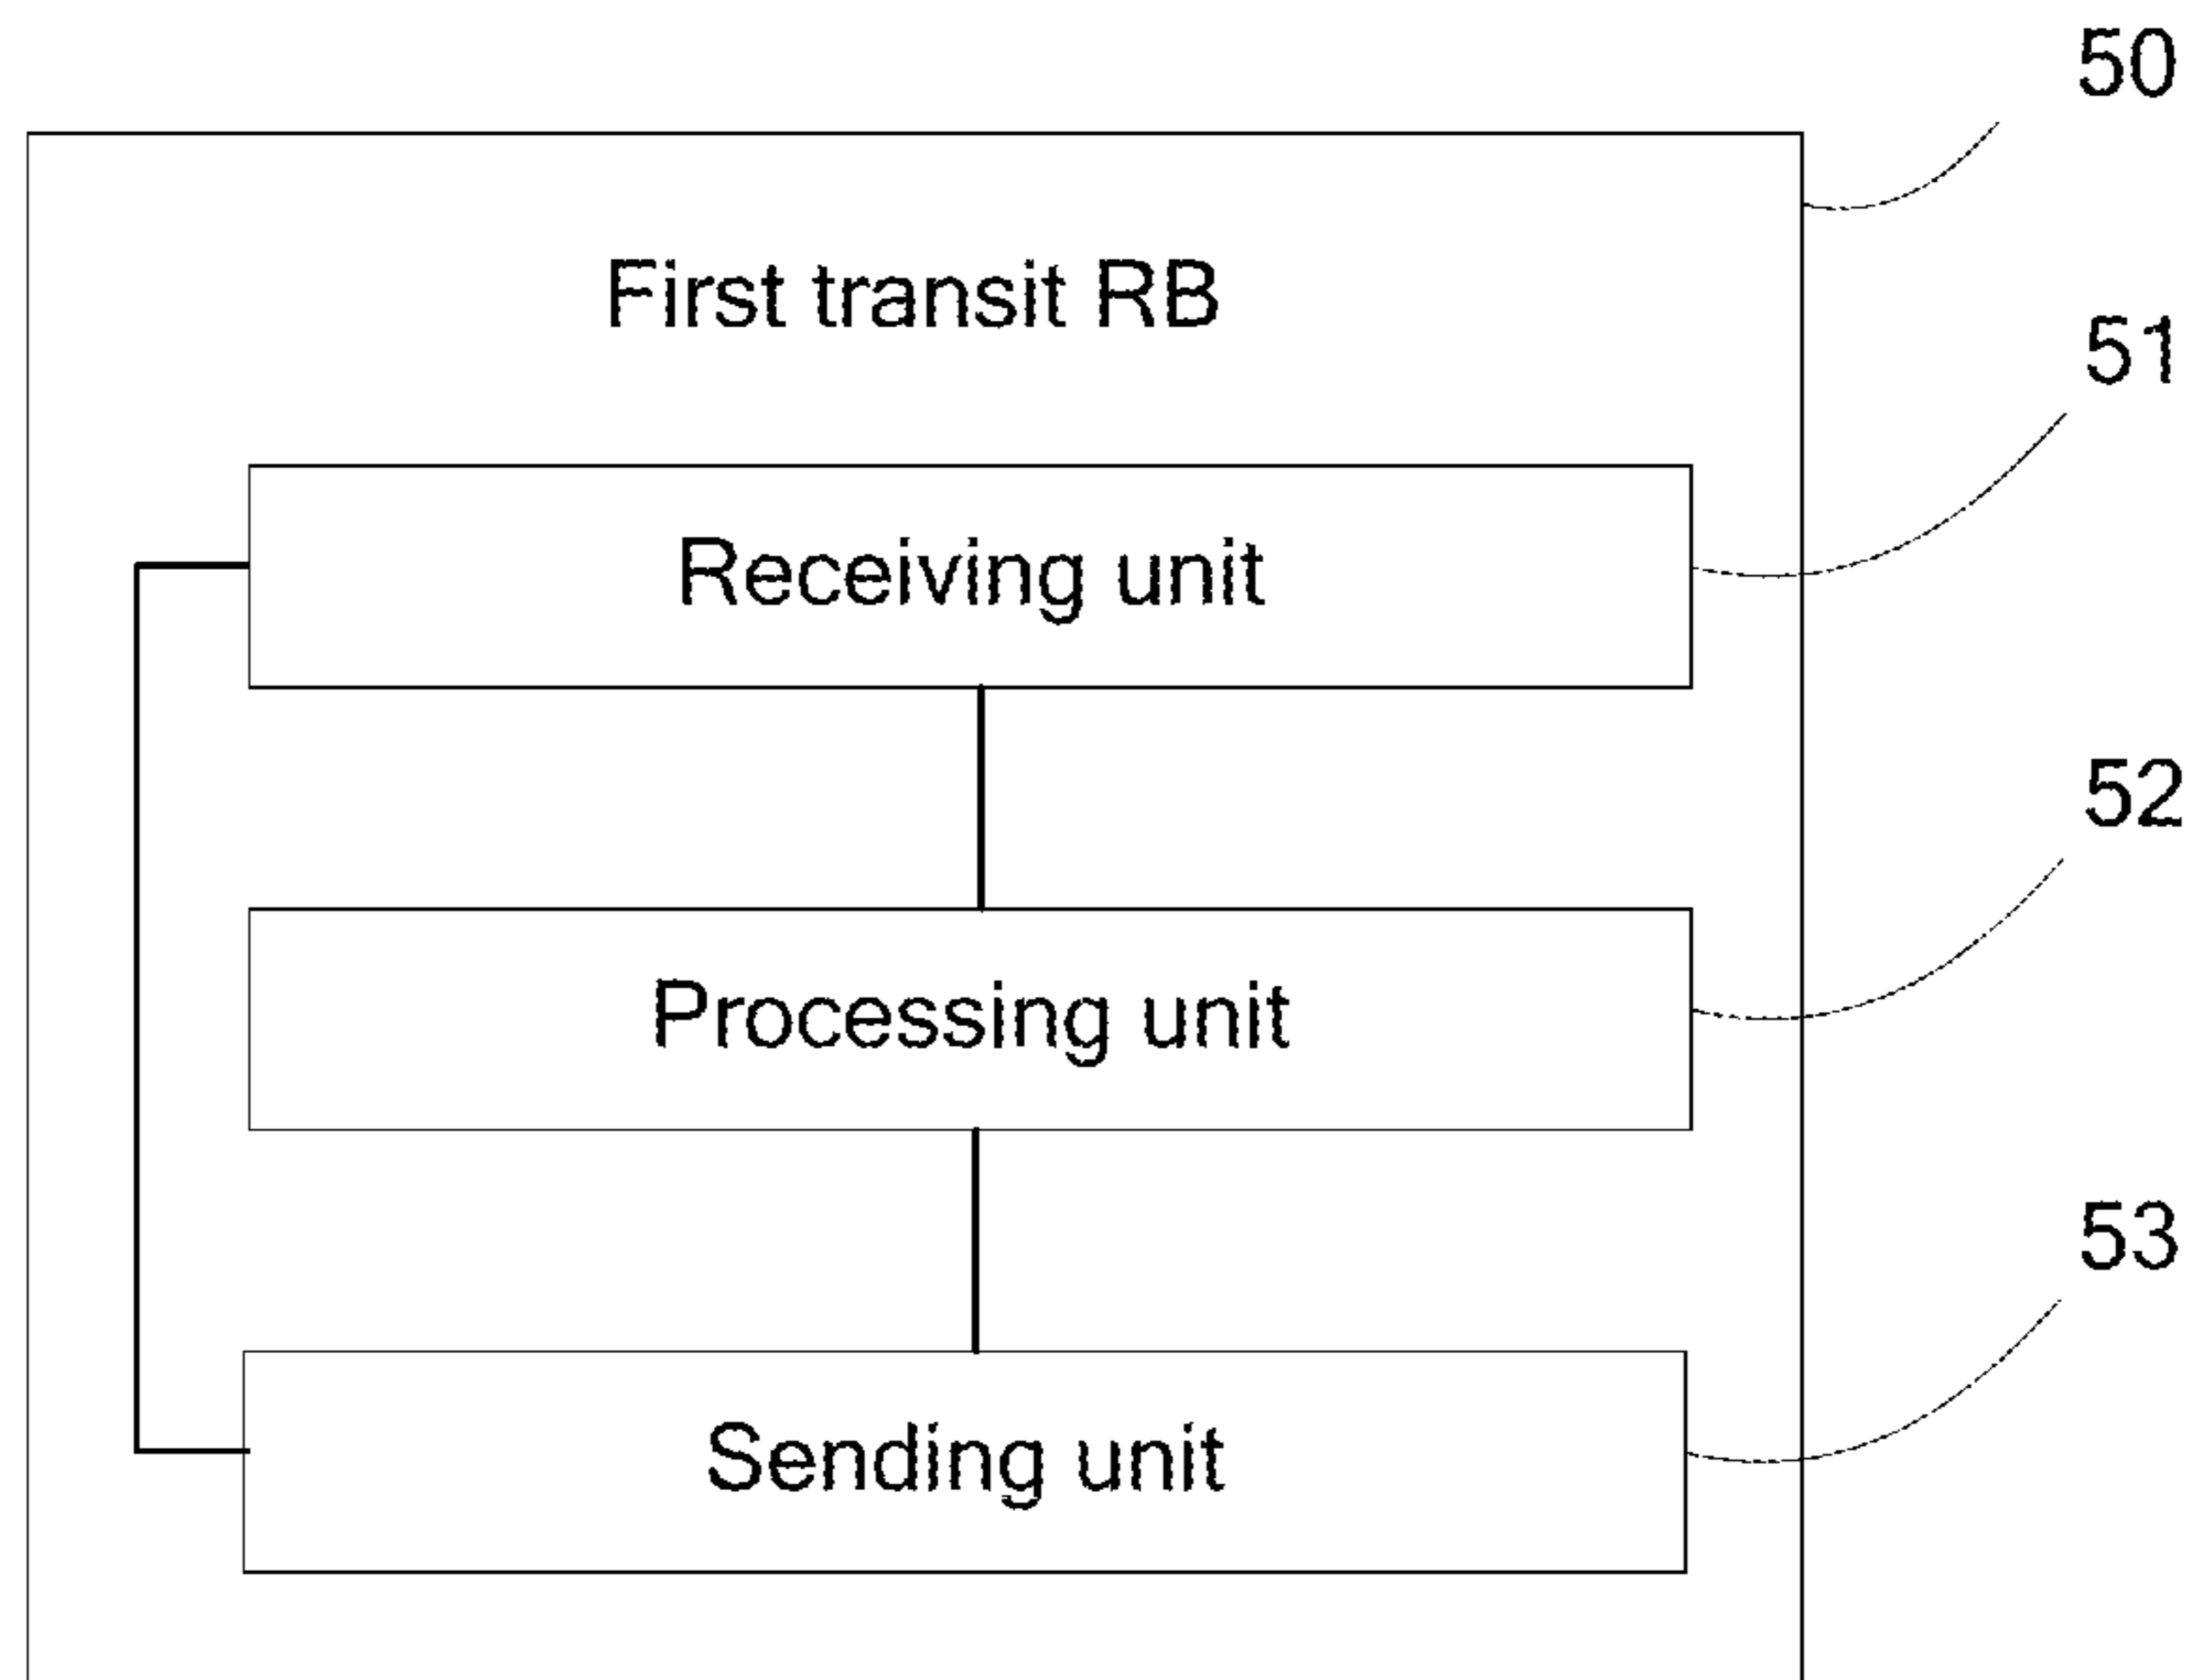 50
First transit RB
51
Receiving unit
52
Processing unit
53
Sending unit